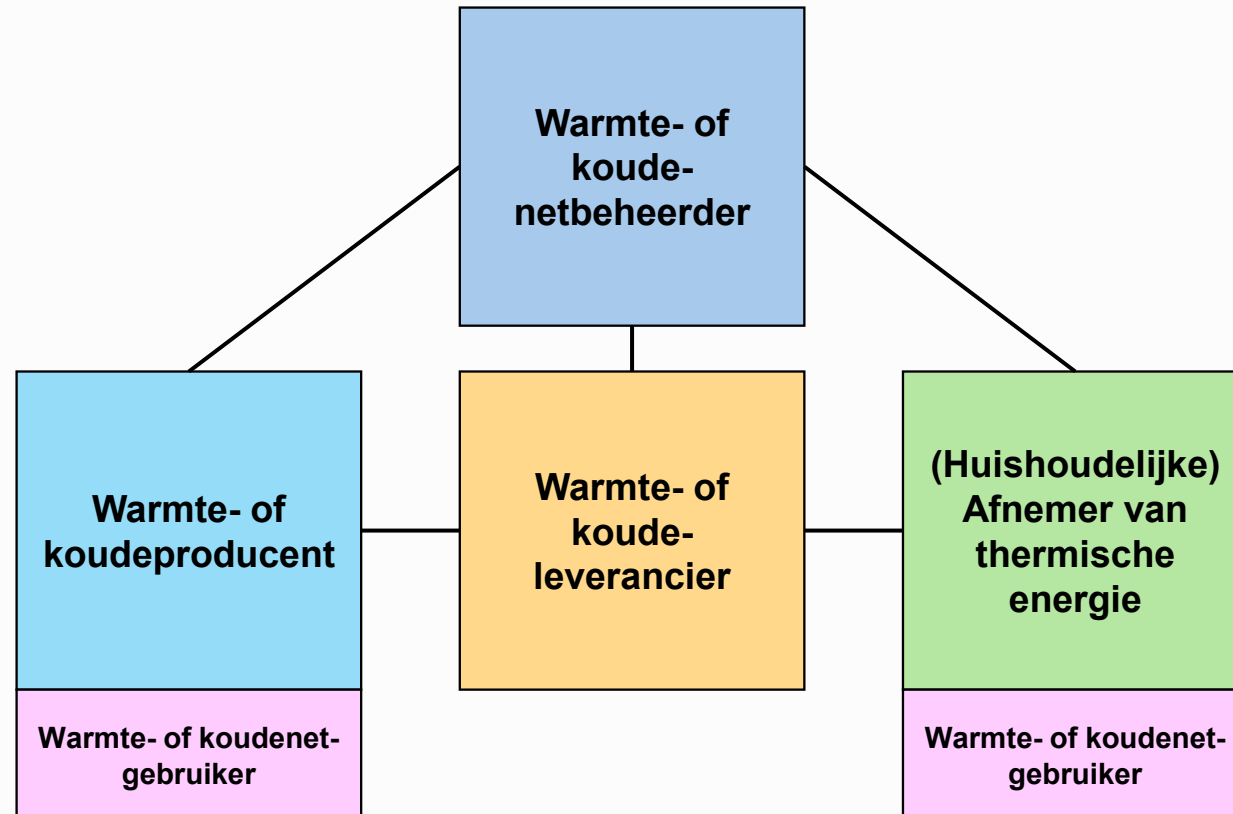 Warmte- of
koude-
netbeheerder
Warmte- of
koudeproducent
Warmte- of
koude-
leverancier
(Huishoudelijke)
Afnemer van
thermische
energie
Warmte- of koudenet-
gebruiker
Warmte- of koudenet-
gebruiker